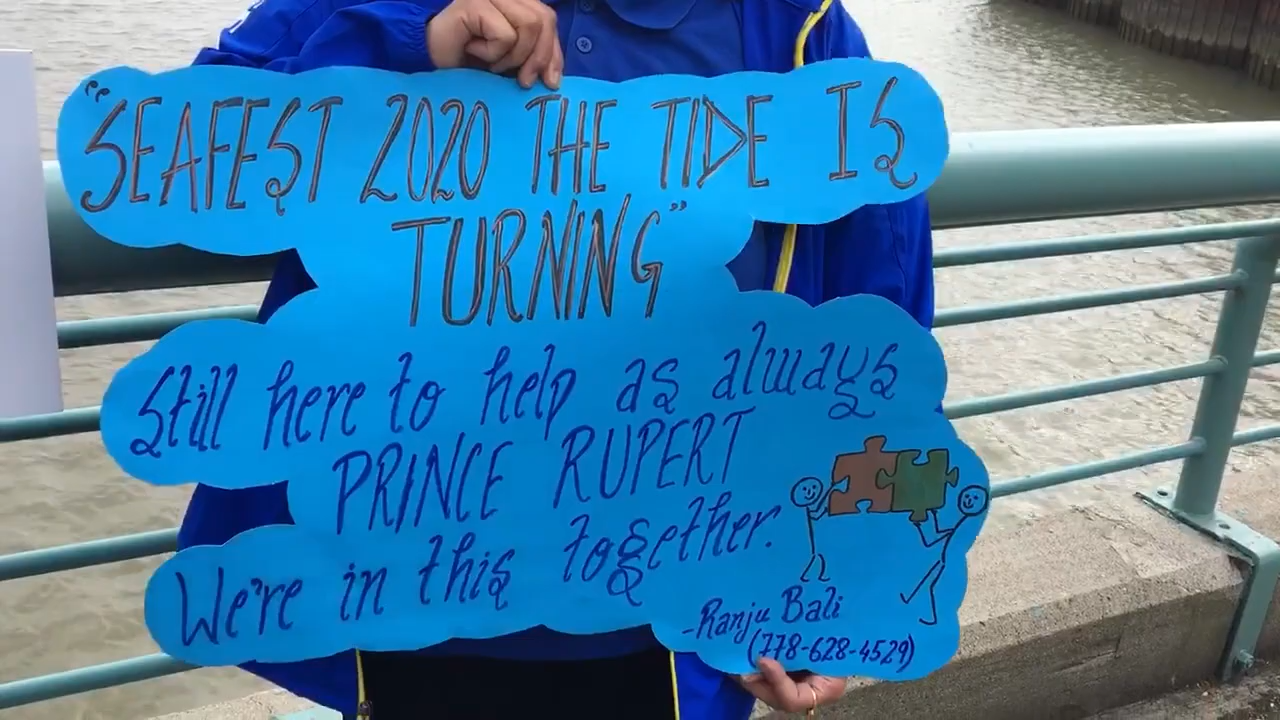 "SEAFEST 2020 THE TIDE IS
TURNING"
Still here to help as always
PRINCE RUPERT
We're in this together.
-Ranju Bali
(778-628-4529)